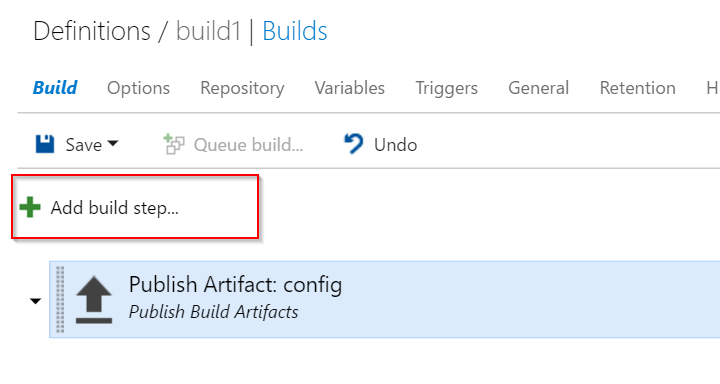 Definitions / build1 | Builds
Build Options Repository Variables Triggers General Retention H
Save Queue build... Undo
Add build step...
Publish Artifact: config
Publish Build Artifacts